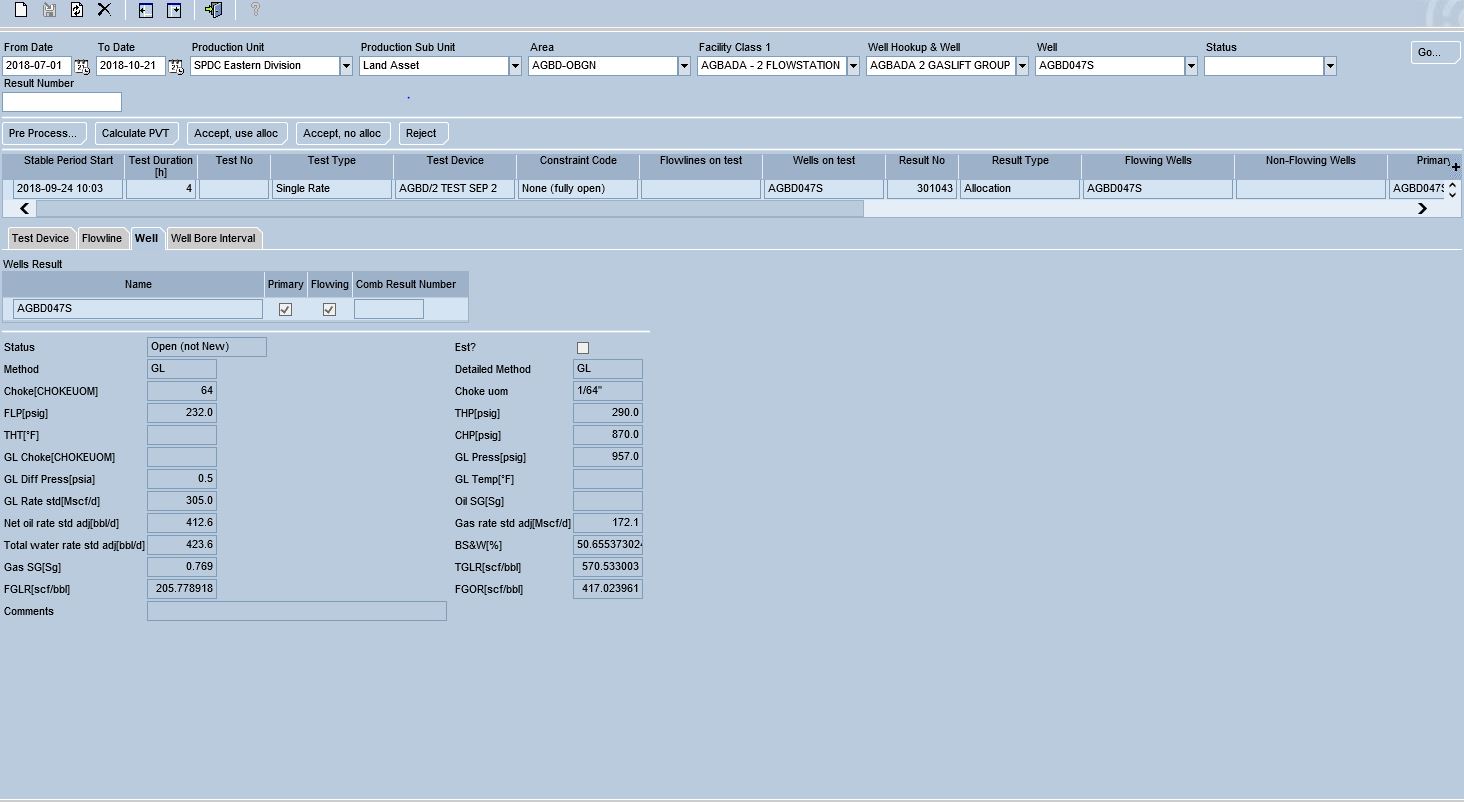 From Date To Date Production Unit Production Sub Unit Area Facility Class 1 Well Hookup & Well Well Status
2018-07-01 2018-10-21 SPDC Eastern Division Land Asset AGBD-OBGN AGBADA - 2 FLOWSTATION AGBADA 2 GASLIFT GROUP AGBD047S Go...
Result Number
Pre Process... Calculate PVT Accept, use alloc Accept, no alloc Reject
Stable Period Start Test Duration [h] Test No Test Type Test Device Constraint Code Flowlines on test Wells on test Result No Result Type Flowing Wells Non-Flowing Wells Primary
2018-09-24 10:03 4 Single Rate AGBD/2 TEST SEP 2 None (fully open) AGBD047S 301043 Allocation AGBD047S AGBD047S
Test Device Flowline Well Well Bore Interval
Wells Result
Name Primary Flowing Comb Result Number
AGBD047S
Status Open (not New) Est?
Method GL Detailed Method GL
Choke[CHOKEUOM] 64 Choke uom 1/64"
FLP[psig] 232.0 THP[psig] 290.0
THT[°F] CHP[psig] 870.0
GL Choke[CHOKEUOM] GL Press[psig] 957.0
GL Diff Press[psia] 0.5 GL Temp[°F]
GL Rate std[Mscf/d] 305.0 Oil SG[Sg]
Net oil rate std adj[bbl/d] 412.6 Gas rate std adj[Mscf/d] 172.1
Total water rate std adj[bbl/d] 423.6 BS&W[%] 50.655373024
Gas SG[Sg] 0.769 TGLR[scf/bbl] 570.533003
FGLR[scf/bbl] 205.778918 FGOR[scf/bbl] 417.023961
Comments